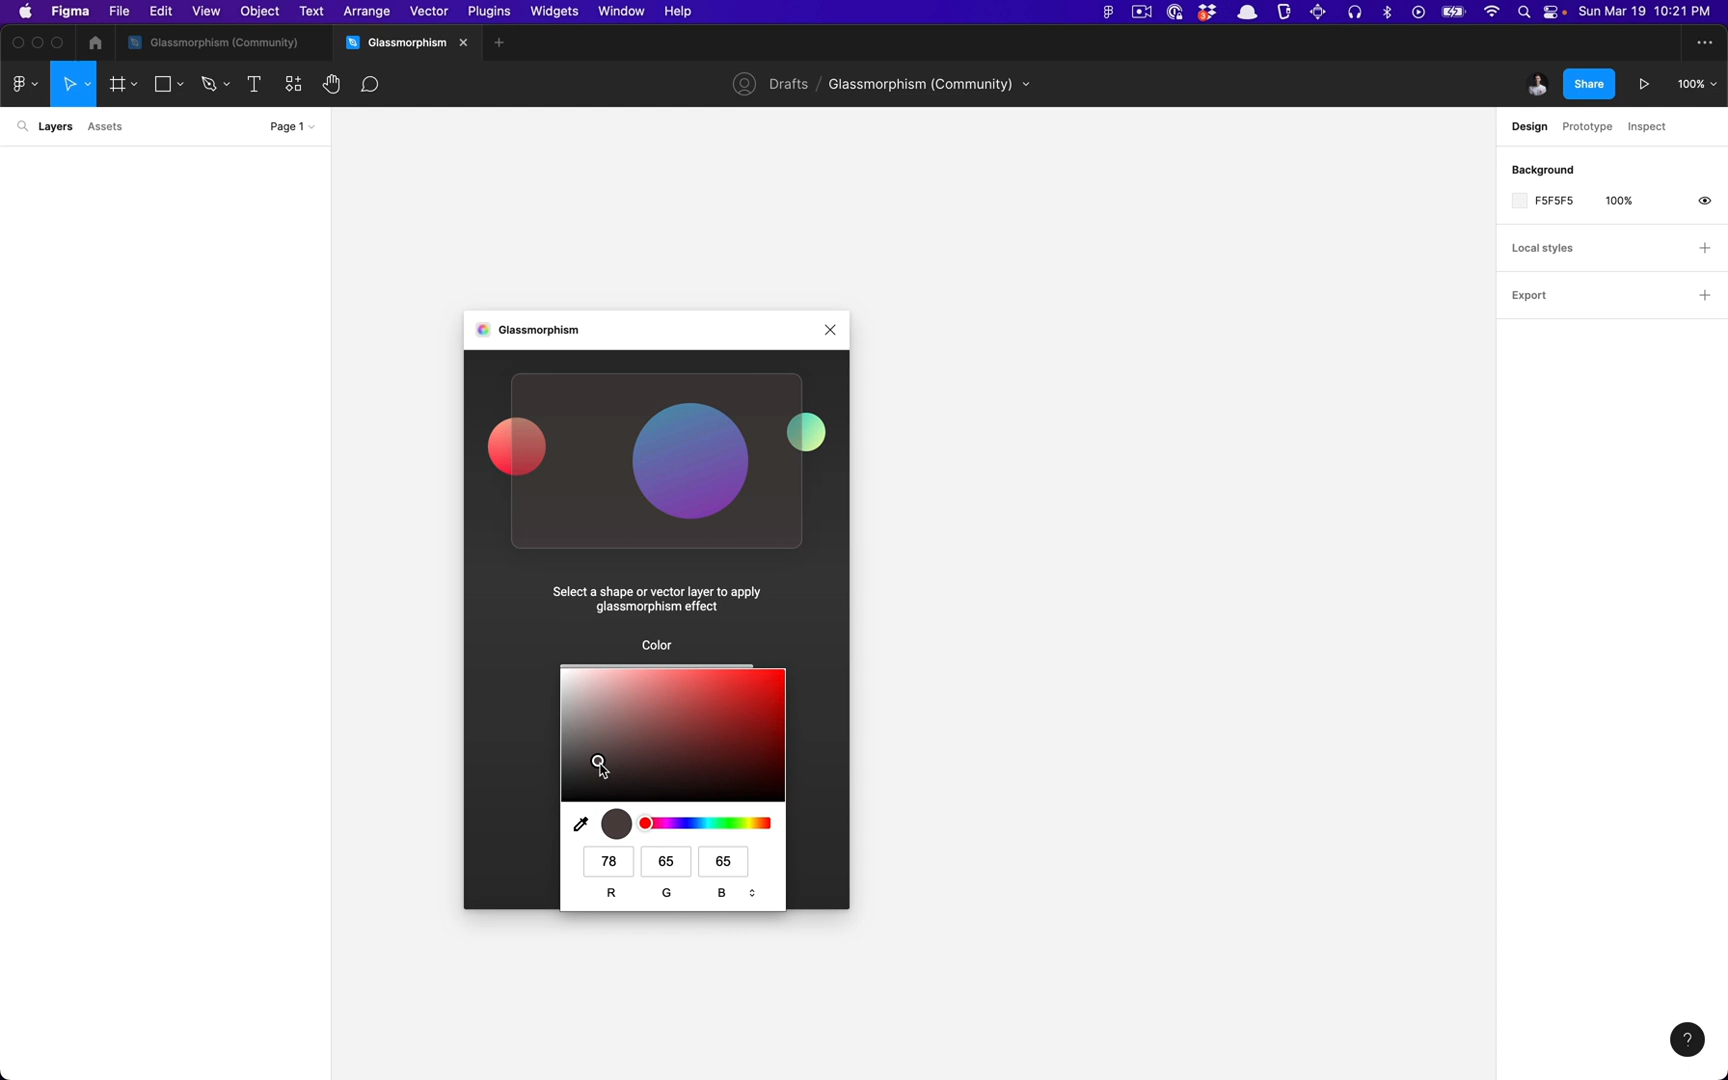 Figma File Edit View Object Text Arrange Vector Plugins Widgets Window Help Sun Mar 19 10:21 PM
Glassmorphism (Community) Glassmorphism
Drafts / Glassmorphism (Community) Share 100%
Layers Assets Page 1 Design Prototype Inspect
Background
F5F5F5 100%
Local styles
Export
Glassmorphism
Select a shape or vector layer to apply
glassmorphism effect
Color
78 65 65
R G B
?